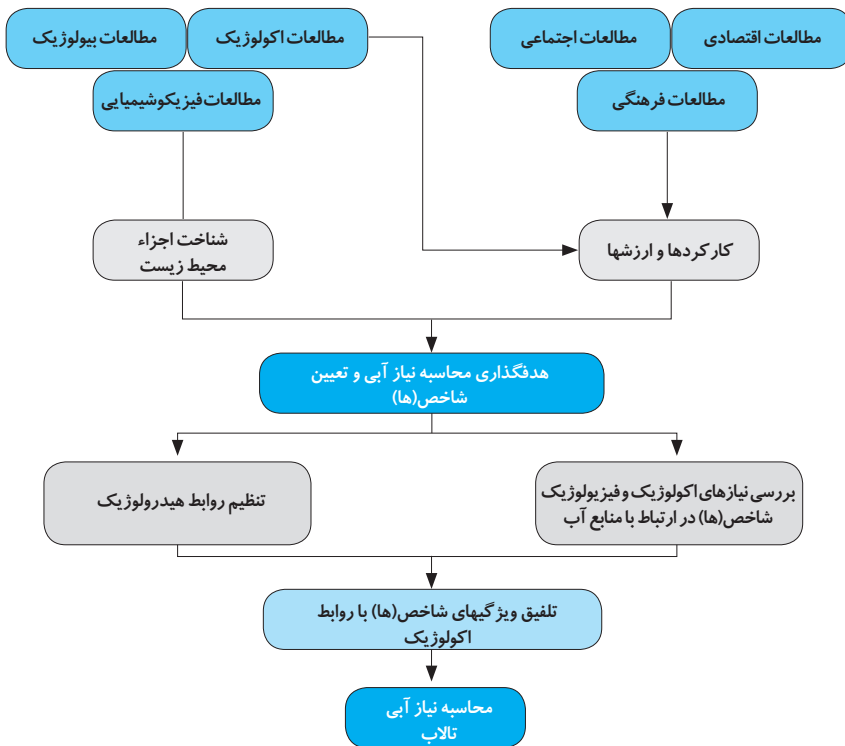 مطالعات اقتصادی
مطالعات اجتماعی
مطالعات فرهنگی
مطالعات اکولوژیک
مطالعات بیولوژیک
مطالعات فیزیکوشیمیایی
کارکردها و ارزشها
شناخت اجزاء
محیط زیست
هدفگذاری محاسبه نیاز آبی و تعیین
شاخص(ها)
بررسی نیازهای اکولوژیک و فیزیولوژیک
شاخص(ها) در ارتباط با منابع آب
تنظیم روابط هیدرولوژیک
تلفیق ویژگیهای شاخص(ها) با روابط
اکولوژیک
محاسبه نیاز آبی
تالاب